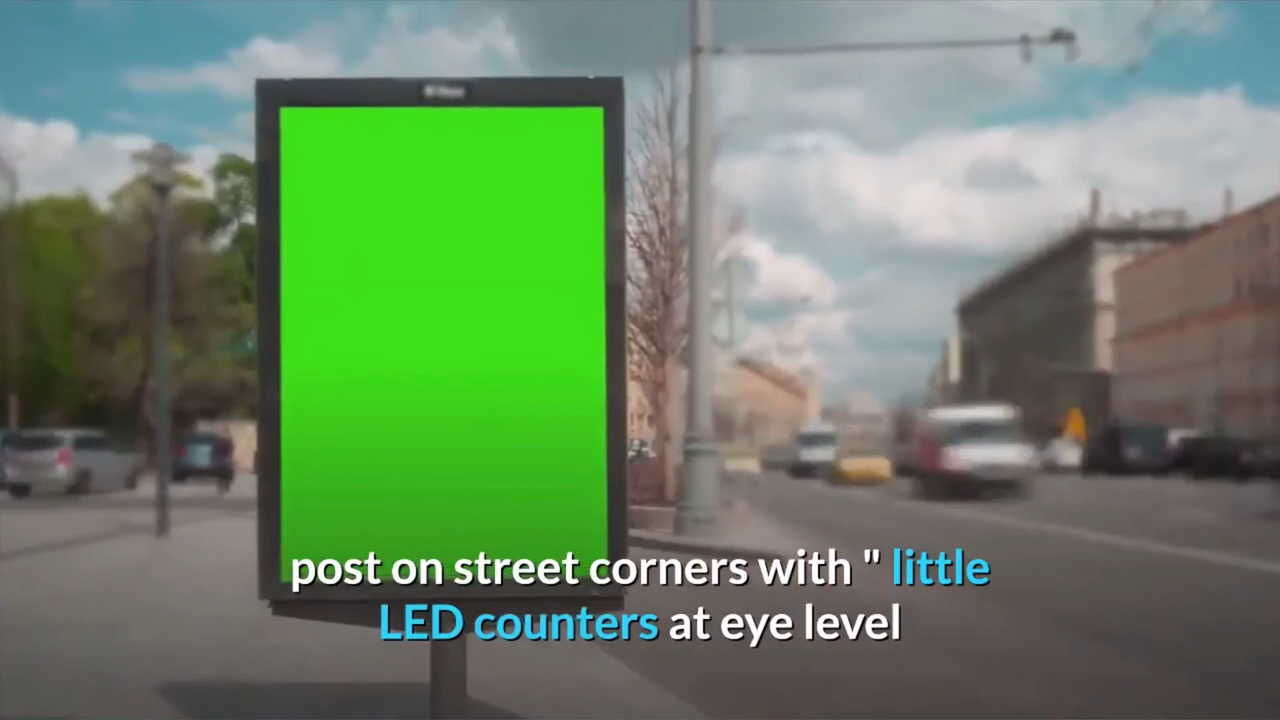 post on street corners with " little
LED counters at eye level